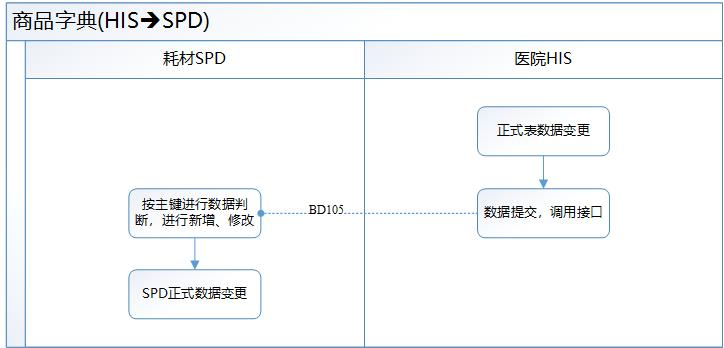 商品字典(HIS➔SPD)
耗材SPD
医院HIS
正式表数据变更
按主键进行数据判
断，进行新增、修改
BD105
数据提交，调用接口
SPD正式数据变更